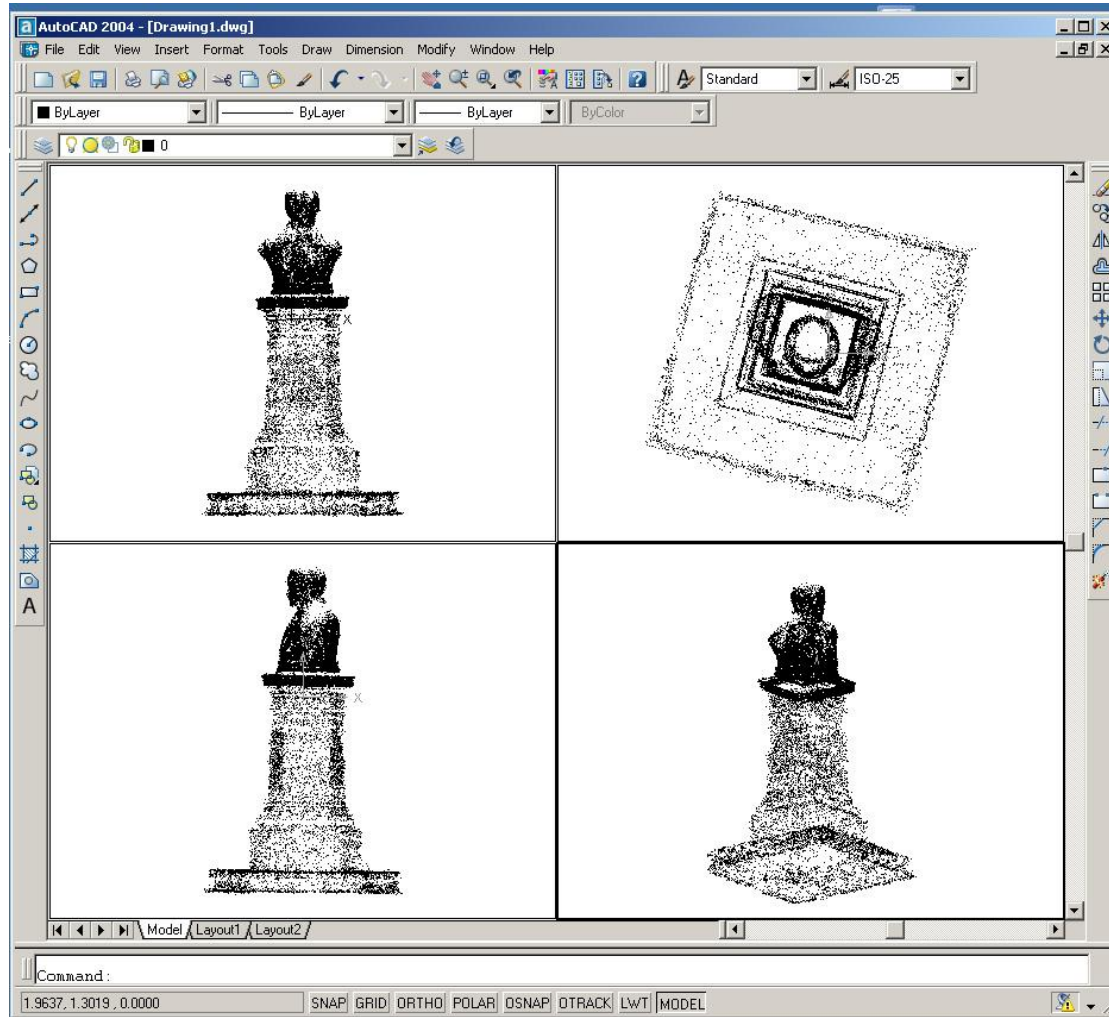 AutoCAD 2004 - [Drawing1.dwg]
File Edit View Insert Format Tools Draw Dimension Modify Window Help
Standard ISO-25
ByLayer ByLayer ByLayer ByColor
0
X
X
A
Model Layout1 Layout2
Command:
1.9637, 1.3019 , 0.0000 SNAP GRID ORTHO POLAR OSNAP OTRACK LWT MODEL